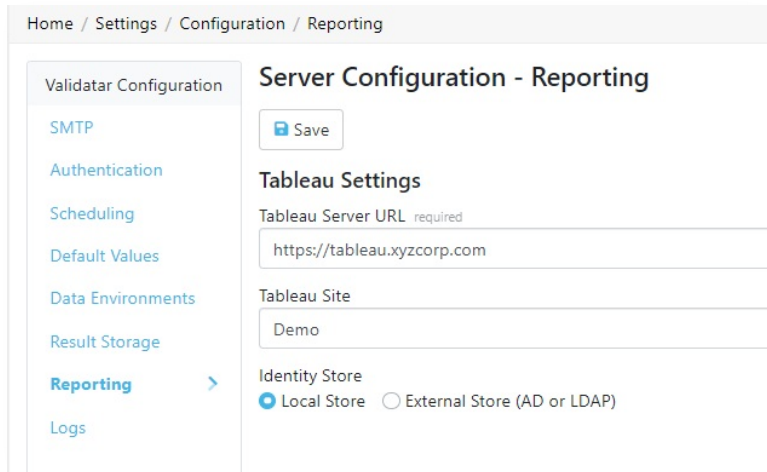 Home / Settings / Configuration / Reporting
Validatar Configuration
SMTP
Authentication
Scheduling
Default Values
Data Environments
Result Storage
Reporting
Logs
Server Configuration - Reporting
Save
Tableau Settings
Tableau Server URL required
https://tableau.xyzcorp.com
Tableau Site
Demo
Identity Store
Local Store External Store (AD or LDAP)